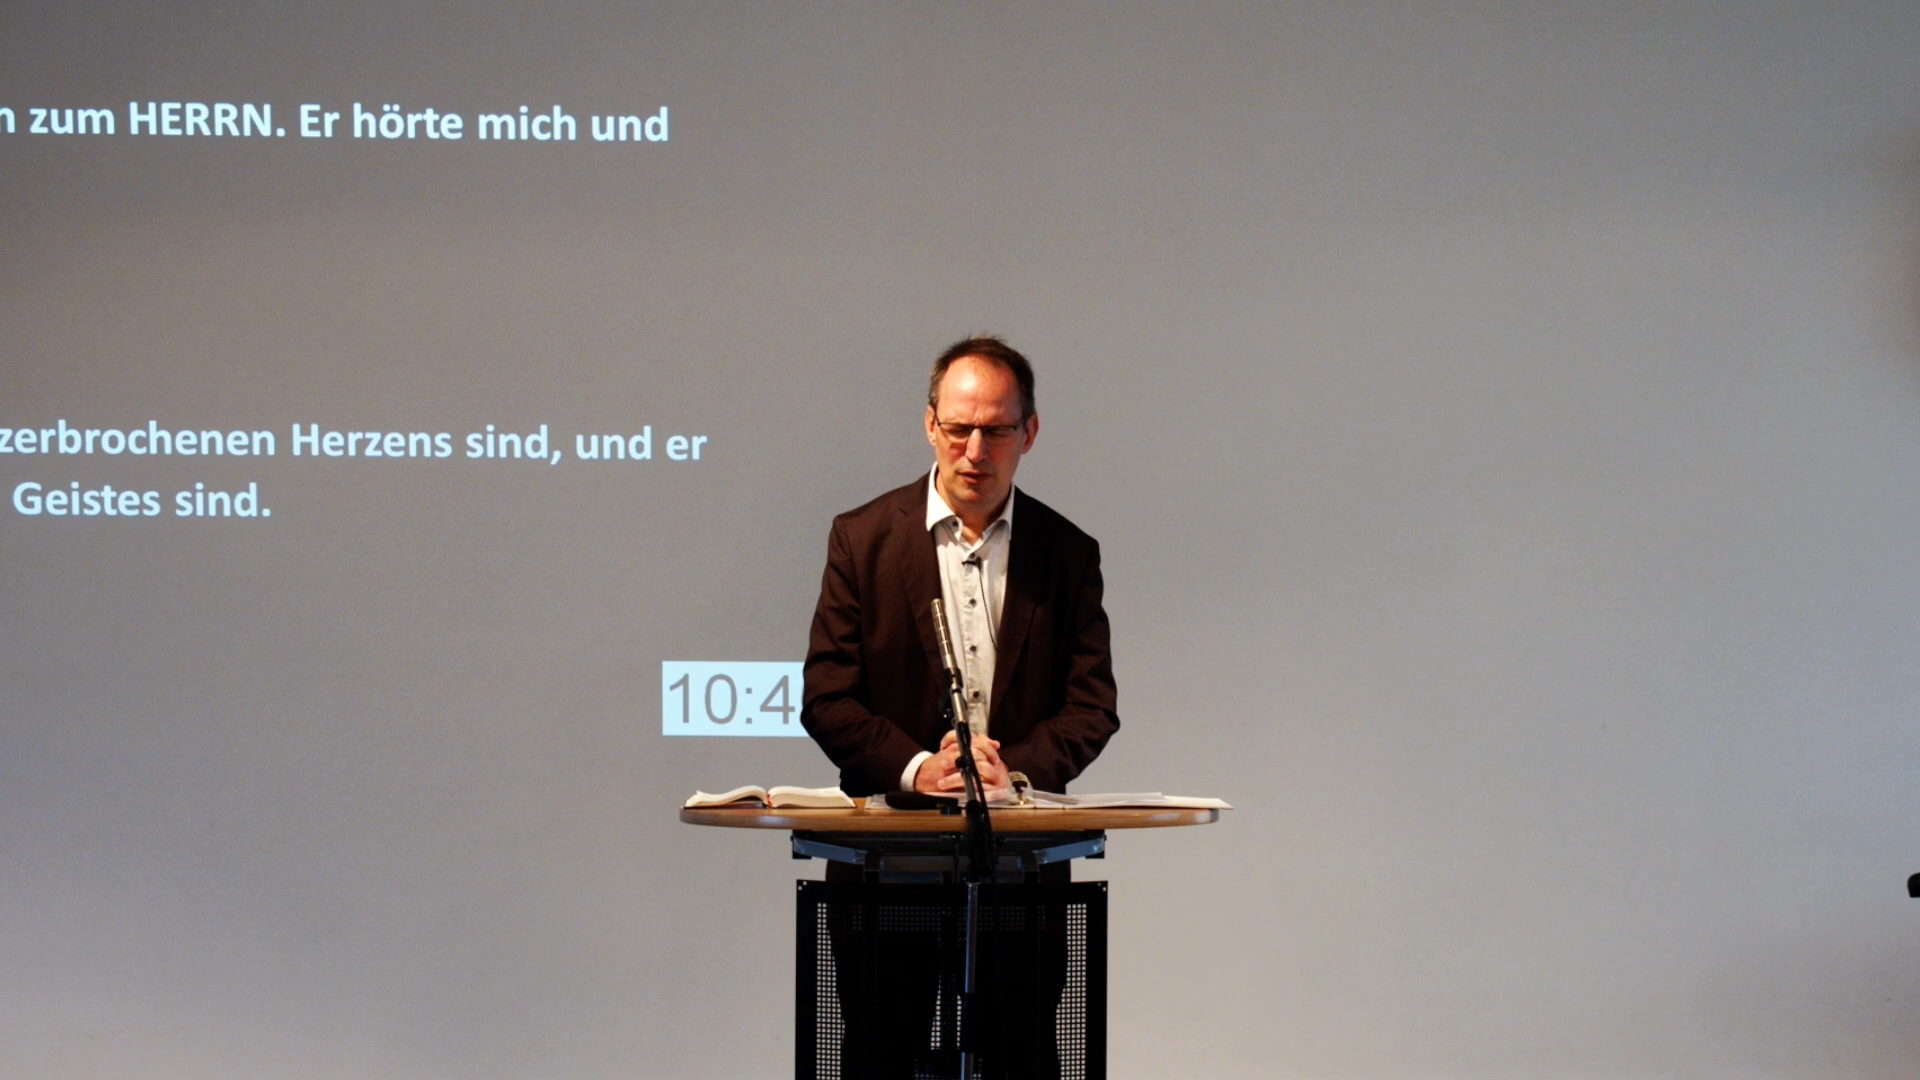 zum HERRN. Er hörte mich und
zerbrochenen Herzens sind, und er
Geistes sind.
10:4